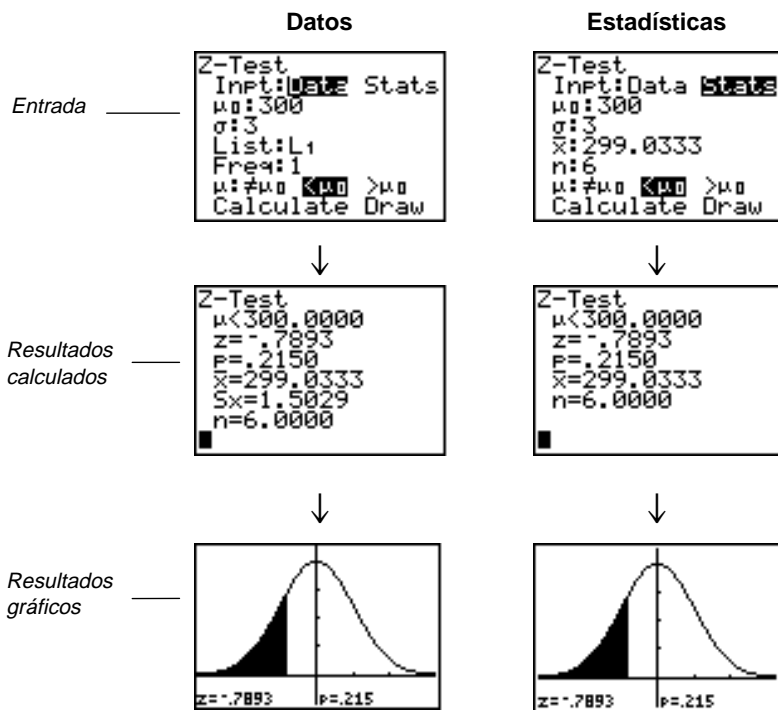 Datos
Estadísticas
Entrada
Z-Test
Inpt:Data Stats
μ0:300
σ:3
List:L1
Freq:1
μ:≠μ0 <μ0 >μ0
Calculate Draw
Z-Test
Inpt:Data Stats
μ0:300
σ:3
x̄:299.0333
n:6
μ:≠μ0 <μ0 >μ0
Calculate Draw
Resultados
calculados
Z-Test
μ<300.0000
z=-.7893
p=.2150
x̄=299.0333
Sx=1.5029
n=6.0000
Z-Test
μ<300.0000
z=-.7893
p=.2150
x̄=299.0333
n=6.0000
Resultados
gráficos
z=-.7893 p=.215
z=-.7893 p=.215